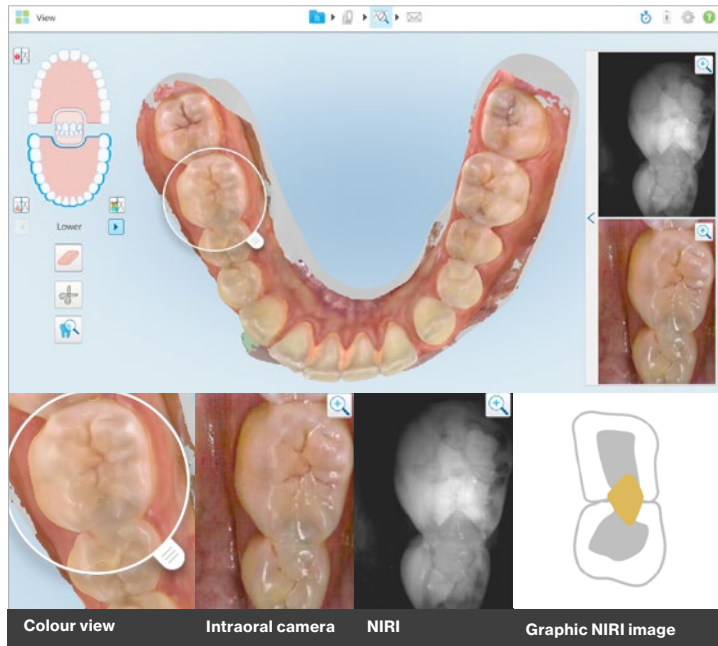 View
Lower
Colour view
Intraoral camera
NIRI
Graphic NIRI image